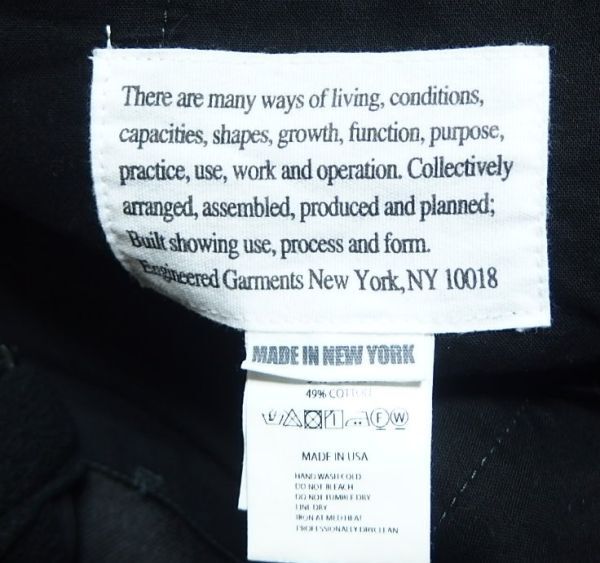 There are many ways of living, conditions,
capacities, shapes, growth, function, purpose,
practice, use, work and operation. Collectively
arranged, assembled, produced and planned;
Built showing use, process and form.
Engineered Garments New York, NY 10018
MADE IN NEW YORK
49% COTTON
F W
MADE IN USA
HAND WASH COLD
DO NOT BLEACH
DO NOT TUMBLE DRY
LINE DRY
IRON AT MED HEAT
PROFESSIONALLY DRYCLEAN